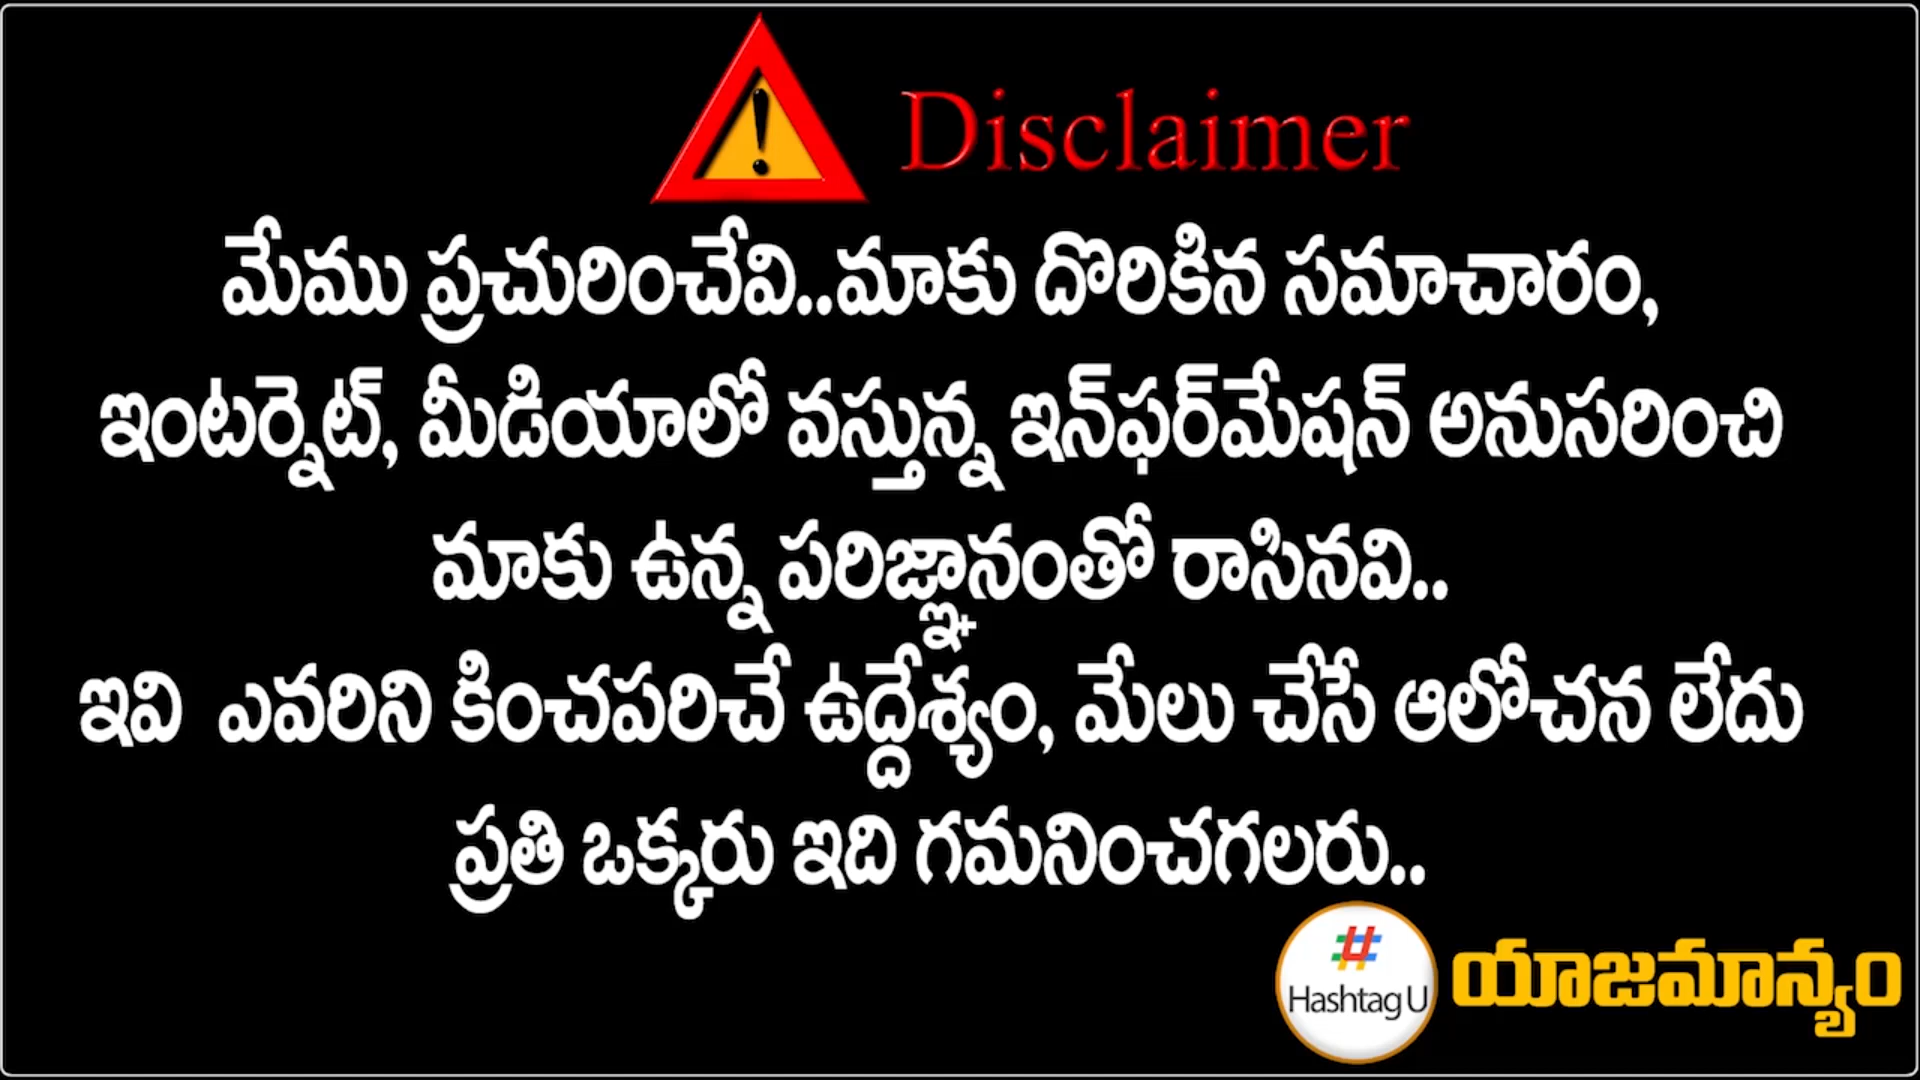 Disclaimer
మేము ప్రచురించేవి..మాకు దొరికిన సమాచారం,
ఇంటర్నెట్, మీడియాలో వస్తున్న ఇన్‌ఫర్‌మేషన్ అనుసరించి
మాకు ఉన్న పరిజ్ఞానంతో రాసినవి..
ఇవి ఎవరిని కించపరిచే ఉద్దేశ్యం, మేలు చేసే ఆలోచన లేదు
ప్రతి ఒక్కరు ఇది గమనించగలరు..
# Hashtag U
యాజమాన్యం